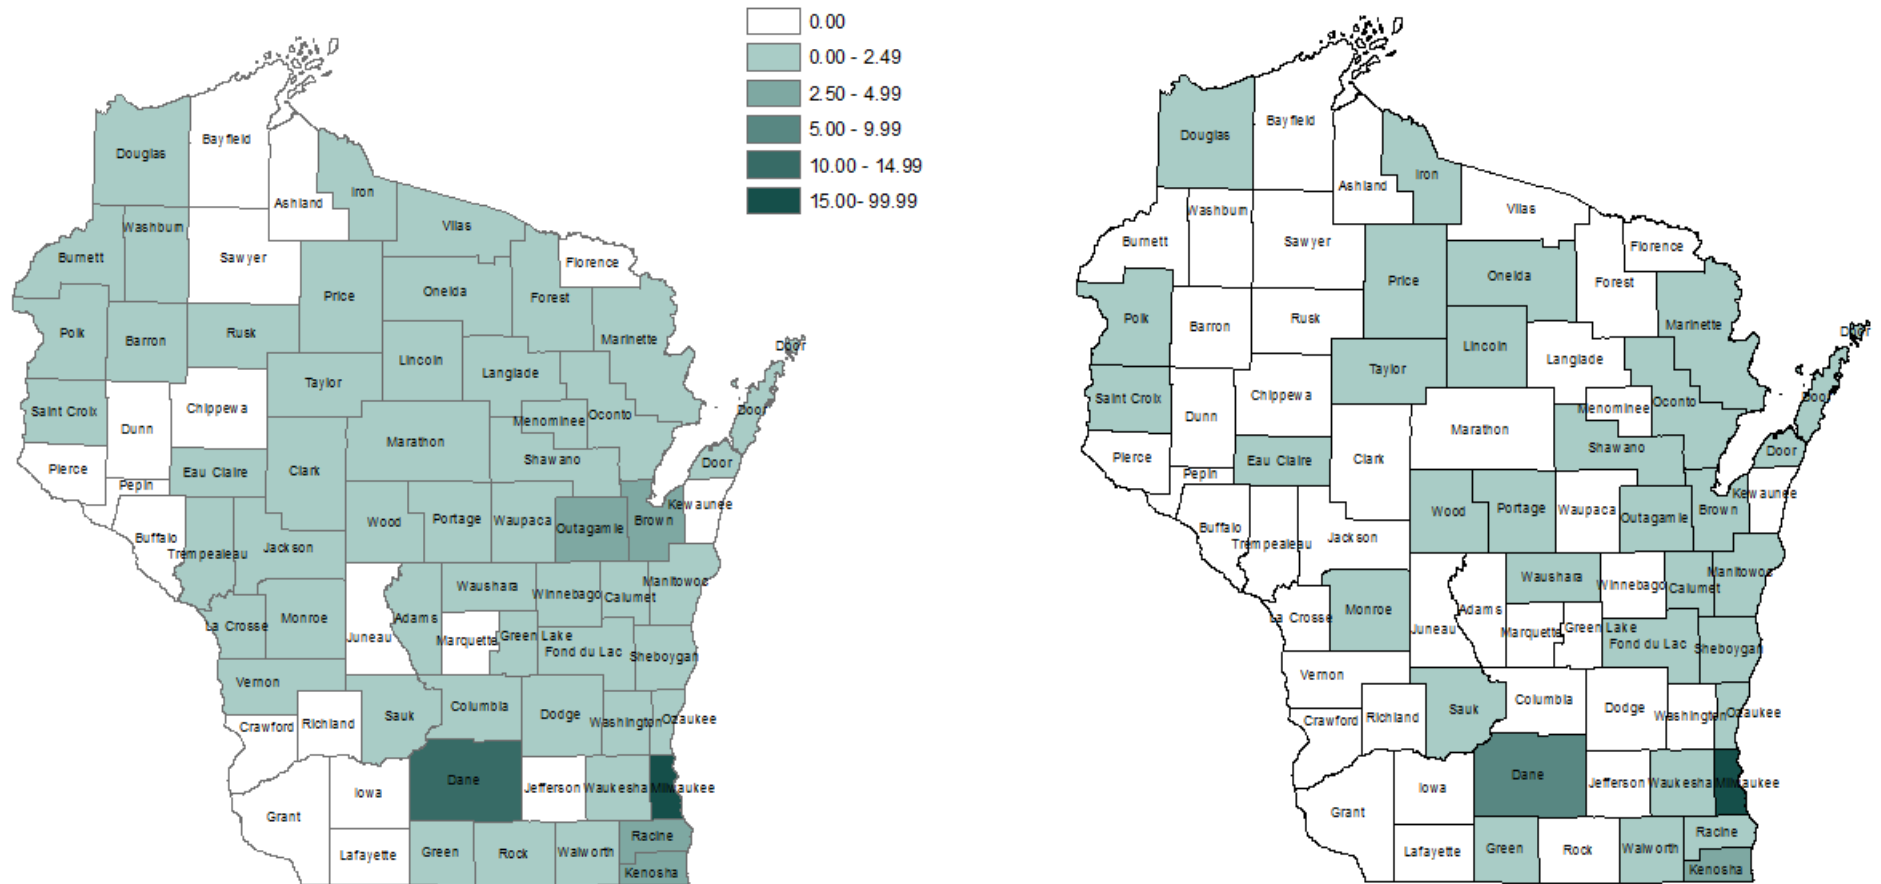 0.00
0.00 - 2.49
2.50 - 4.99
5.00 - 9.99
10.00 - 14.99
15.00- 99.99
Bayfield
Douglas
Iron
Ashland
Washburn
Vilas
Burnett
Sawyer
Florence
Price
Oneida
Forest
Polk
Barron
Rusk
Marinette
Door
Lincoln
Langlade
Taylor
Saint Croix
Chippewa
Door
Dunn
Menominee
Oconto
Marathon
Shawano
Pierce
Eau Claire
Clark
Door
Pepin
Kewaunee
Wood
Portage
Waupaca
Outagamie
Brown
Buffalo
Trempealeau
Jackson
Waushara
Manitowoc
Winnebago
Calumet
La Crosse
Monroe
Adams
Juneau
Marquette
Green Lake
Fond du Lac
Sheboygan
Vernon
Columbia
Crawford
Richland
Sauk
Dodge
Washington
Ozaukee
Dane
Iowa
Jefferson
Waukesha
Milwaukee
Grant
Racine
Lafayette
Green
Rock
Walworth
Kenosha
Bayfield
Douglas
Iron
Ashland
Washburn
Vilas
Burnett
Sawyer
Florence
Price
Oneida
Forest
Polk
Barron
Rusk
Marinette
Door
Lincoln
Langlade
Taylor
Saint Croix
Chippewa
Door
Dunn
Menominee
Oconto
Marathon
Shawano
Pierce
Eau Claire
Clark
Door
Pepin
Kewaunee
Wood
Portage
Waupaca
Outagamie
Brown
Buffalo
Trempealeau
Jackson
Waushara
Manitowoc
Winnebago
Calumet
La Crosse
Monroe
Adams
Juneau
Marquette
Green Lake
Fond du Lac
Sheboygan
Vernon
Columbia
Crawford
Richland
Sauk
Dodge
Washington
Ozaukee
Dane
Iowa
Jefferson
Waukesha
Milwaukee
Grant
Racine
Lafayette
Green
Rock
Walworth
Kenosha